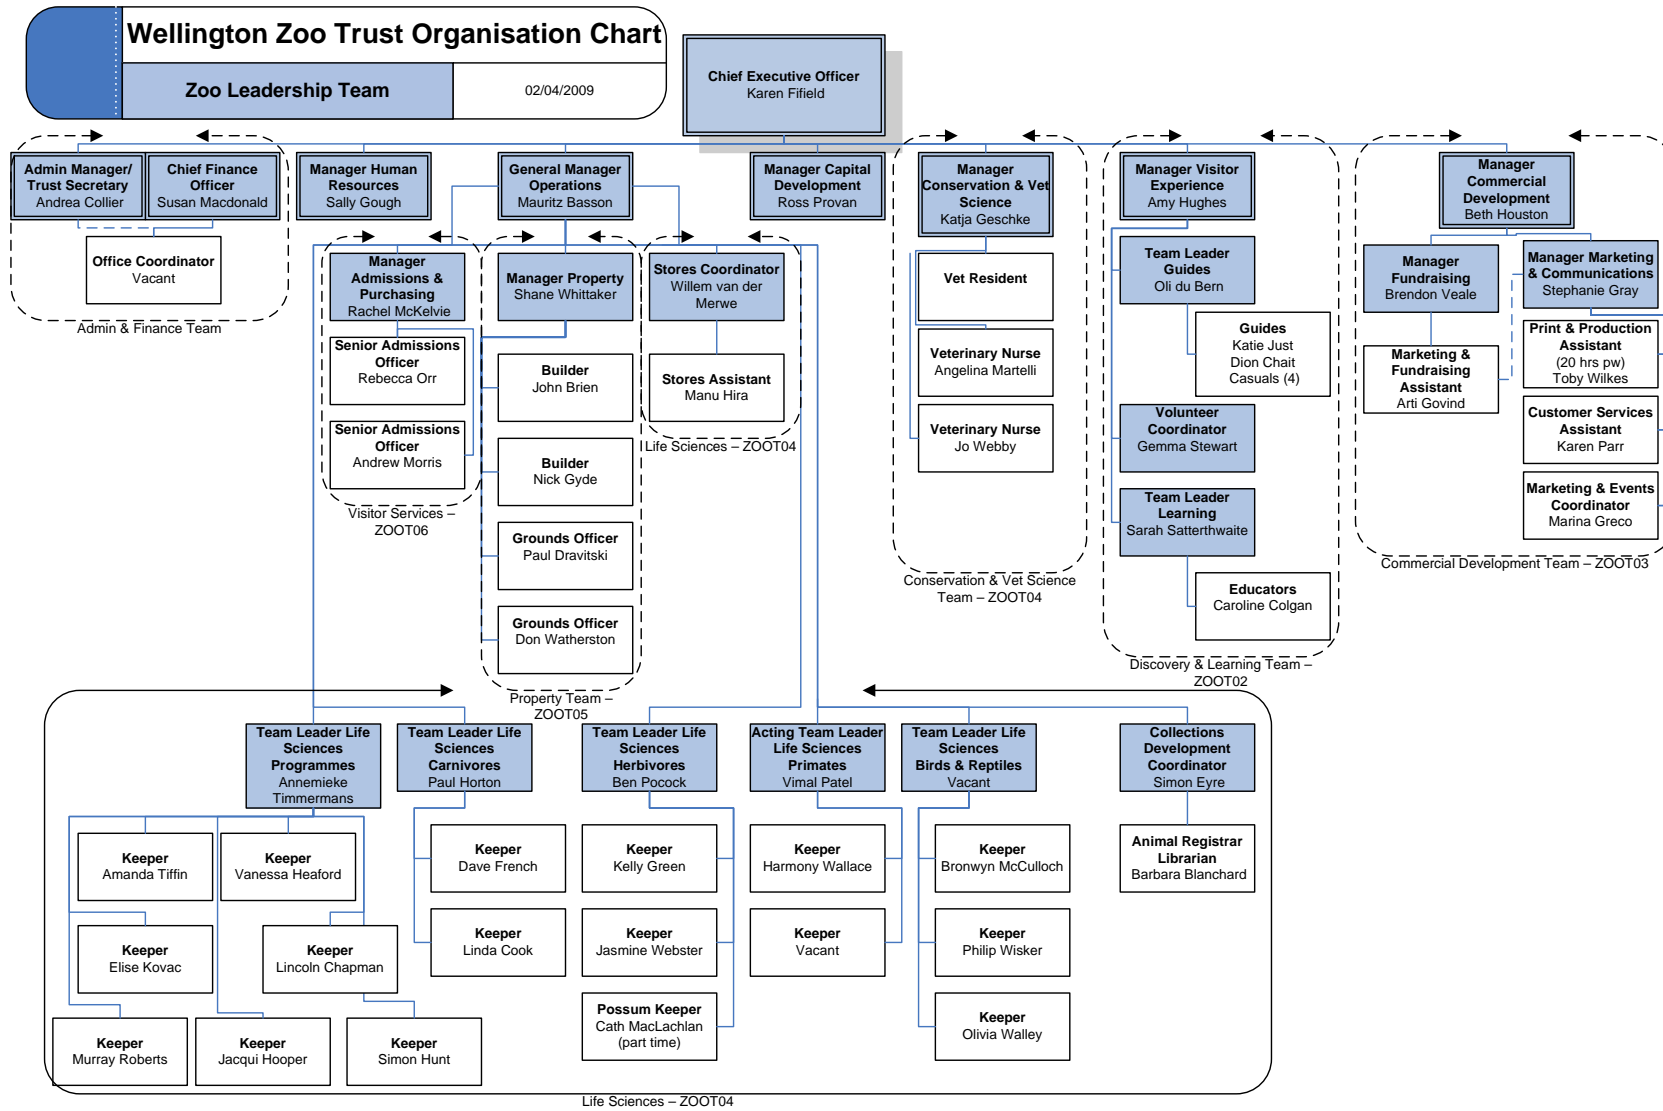 Wellington Zoo Trust Organisation Chart
Zoo Leadership Team
02/04/2009
Chief Executive Officer
Karen Fifield
Admin Manager/
Trust Secretary
Andrea Collier
Chief Finance
Officer
Susan Macdonald
Manager Human
Resources
Sally Gough
General Manager
Operations
Mauritz Basson
Manager Capital
Development
Ross Provan
Manager
Conservation & Vet
Science
Katja Geschke
Manager Visitor
Experience
Amy Hughes
Manager
Commercial
Development
Beth Houston
Office Coordinator
Vacant
Admin & Finance Team
Manager
Admissions &
Purchasing
Rachel McKelvie
Senior Admissions
Officer
Rebecca Orr
Senior Admissions
Officer
Andrew Morris
Visitor Services –
ZOOT06
Manager Property
Shane Whittaker
Builder
John Brien
Builder
Nick Gyde
Grounds Officer
Paul Dravitski
Grounds Officer
Don Watherston
Property Team –
ZOOT05
Stores Coordinator
Willem van der
Merwe
Stores Assistant
Manu Hira
Life Sciences – ZOOT04
Vet Resident
Veterinary Nurse
Angelina Martelli
Veterinary Nurse
Jo Webby
Conservation & Vet Science
Team – ZOOT04
Team Leader
Guides
Oli du Bern
Guides
Katie Just
Dion Chait
Casuals (4)
Volunteer
Coordinator
Gemma Stewart
Team Leader
Learning
Sarah Satterthwaite
Educators
Caroline Colgan
Discovery & Learning Team –
ZOOT02
Manager
Fundraising
Brendon Veale
Marketing &
Fundraising
Assistant
Arti Govind
Manager Marketing
& Communications
Stephanie Gray
Print & Production
Assistant
(20 hrs pw)
Toby Wilkes
Customer Services
Assistant
Karen Parr
Marketing & Events
Coordinator
Marina Greco
Commercial Development Team – ZOOT03
Team Leader Life
Sciences
Programmes
Annemieke
Timmermans
Team Leader Life
Sciences
Carnivores
Paul Horton
Team Leader Life
Sciences
Herbivores
Ben Pocock
Acting Team Leader
Life Sciences
Primates
Vimal Patel
Team Leader Life
Sciences
Birds & Reptiles
Vacant
Collections
Development
Coordinator
Simon Eyre
Keeper
Amanda Tiffin
Keeper
Vanessa Heaford
Keeper
Elise Kovac
Keeper
Lincoln Chapman
Keeper
Murray Roberts
Keeper
Jacqui Hooper
Keeper
Simon Hunt
Keeper
Dave French
Keeper
Linda Cook
Keeper
Kelly Green
Keeper
Jasmine Webster
Possum Keeper
Cath MacLachlan
(part time)
Keeper
Harmony Wallace
Keeper
Vacant
Keeper
Bronwyn McCulloch
Keeper
Philip Wisker
Keeper
Olivia Walley
Animal Registrar
Librarian
Barbara Blanchard
Life Sciences – ZOOT04